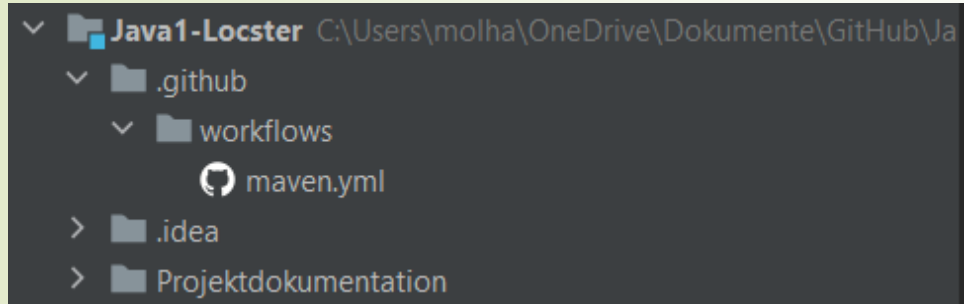 Java1-Locster C:\Users\molha\OneDrive\Dokumente\GitHub\Ja
.github
workflows
maven.yml
.idea
Projektdokumentation